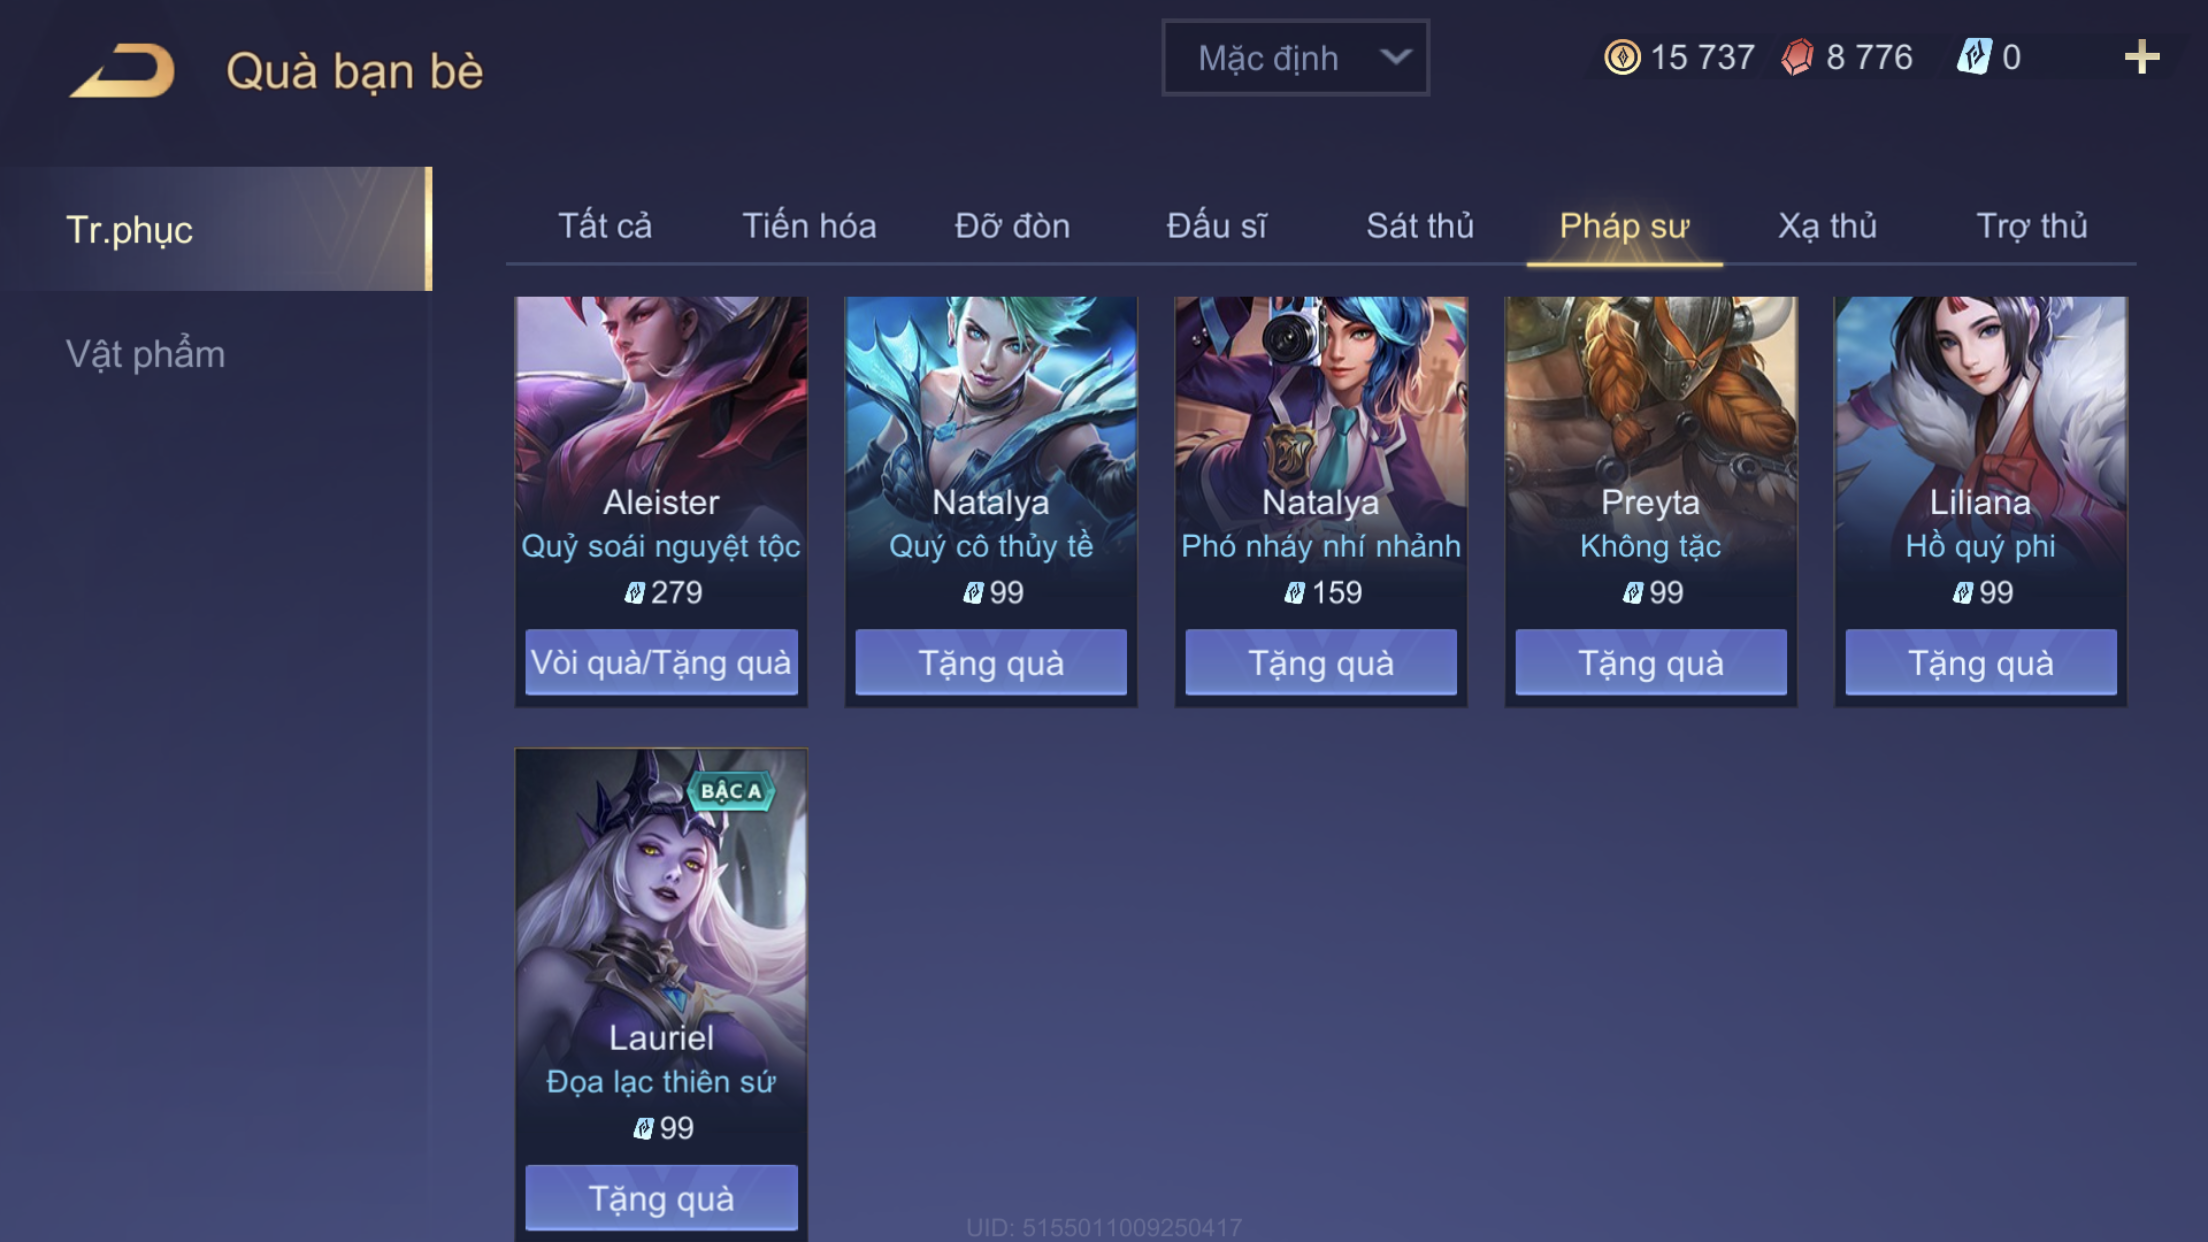 Quà bạn bè
Mặc định
15 737
8 776
0
Tr.phục
Vật phẩm
Tất cả
Tiến hóa
Đỡ đòn
Đấu sĩ
Sát thủ
Pháp sư
Xạ thủ
Trợ thủ
Aleister
Quỷ soái nguyệt tộc
279
Vòi quà/Tặng quà
Natalya
Quý cô thủy tề
99
Tặng quà
Natalya
Phó nháy nhí nhảnh
159
Tặng quà
Preyta
Không tặc
99
Tặng quà
Liliana
Hồ quý phi
99
Tặng quà
BẬC A
Lauriel
Đọa lạc thiên sứ
99
Tặng quà
UID: 5155011009250417